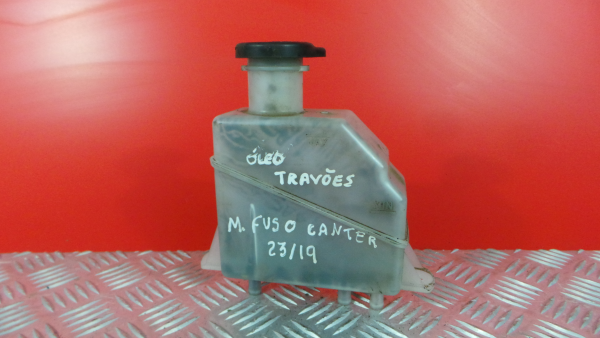 ÓLEO
TRAVÕES
M. FUSO CANTER
23/19